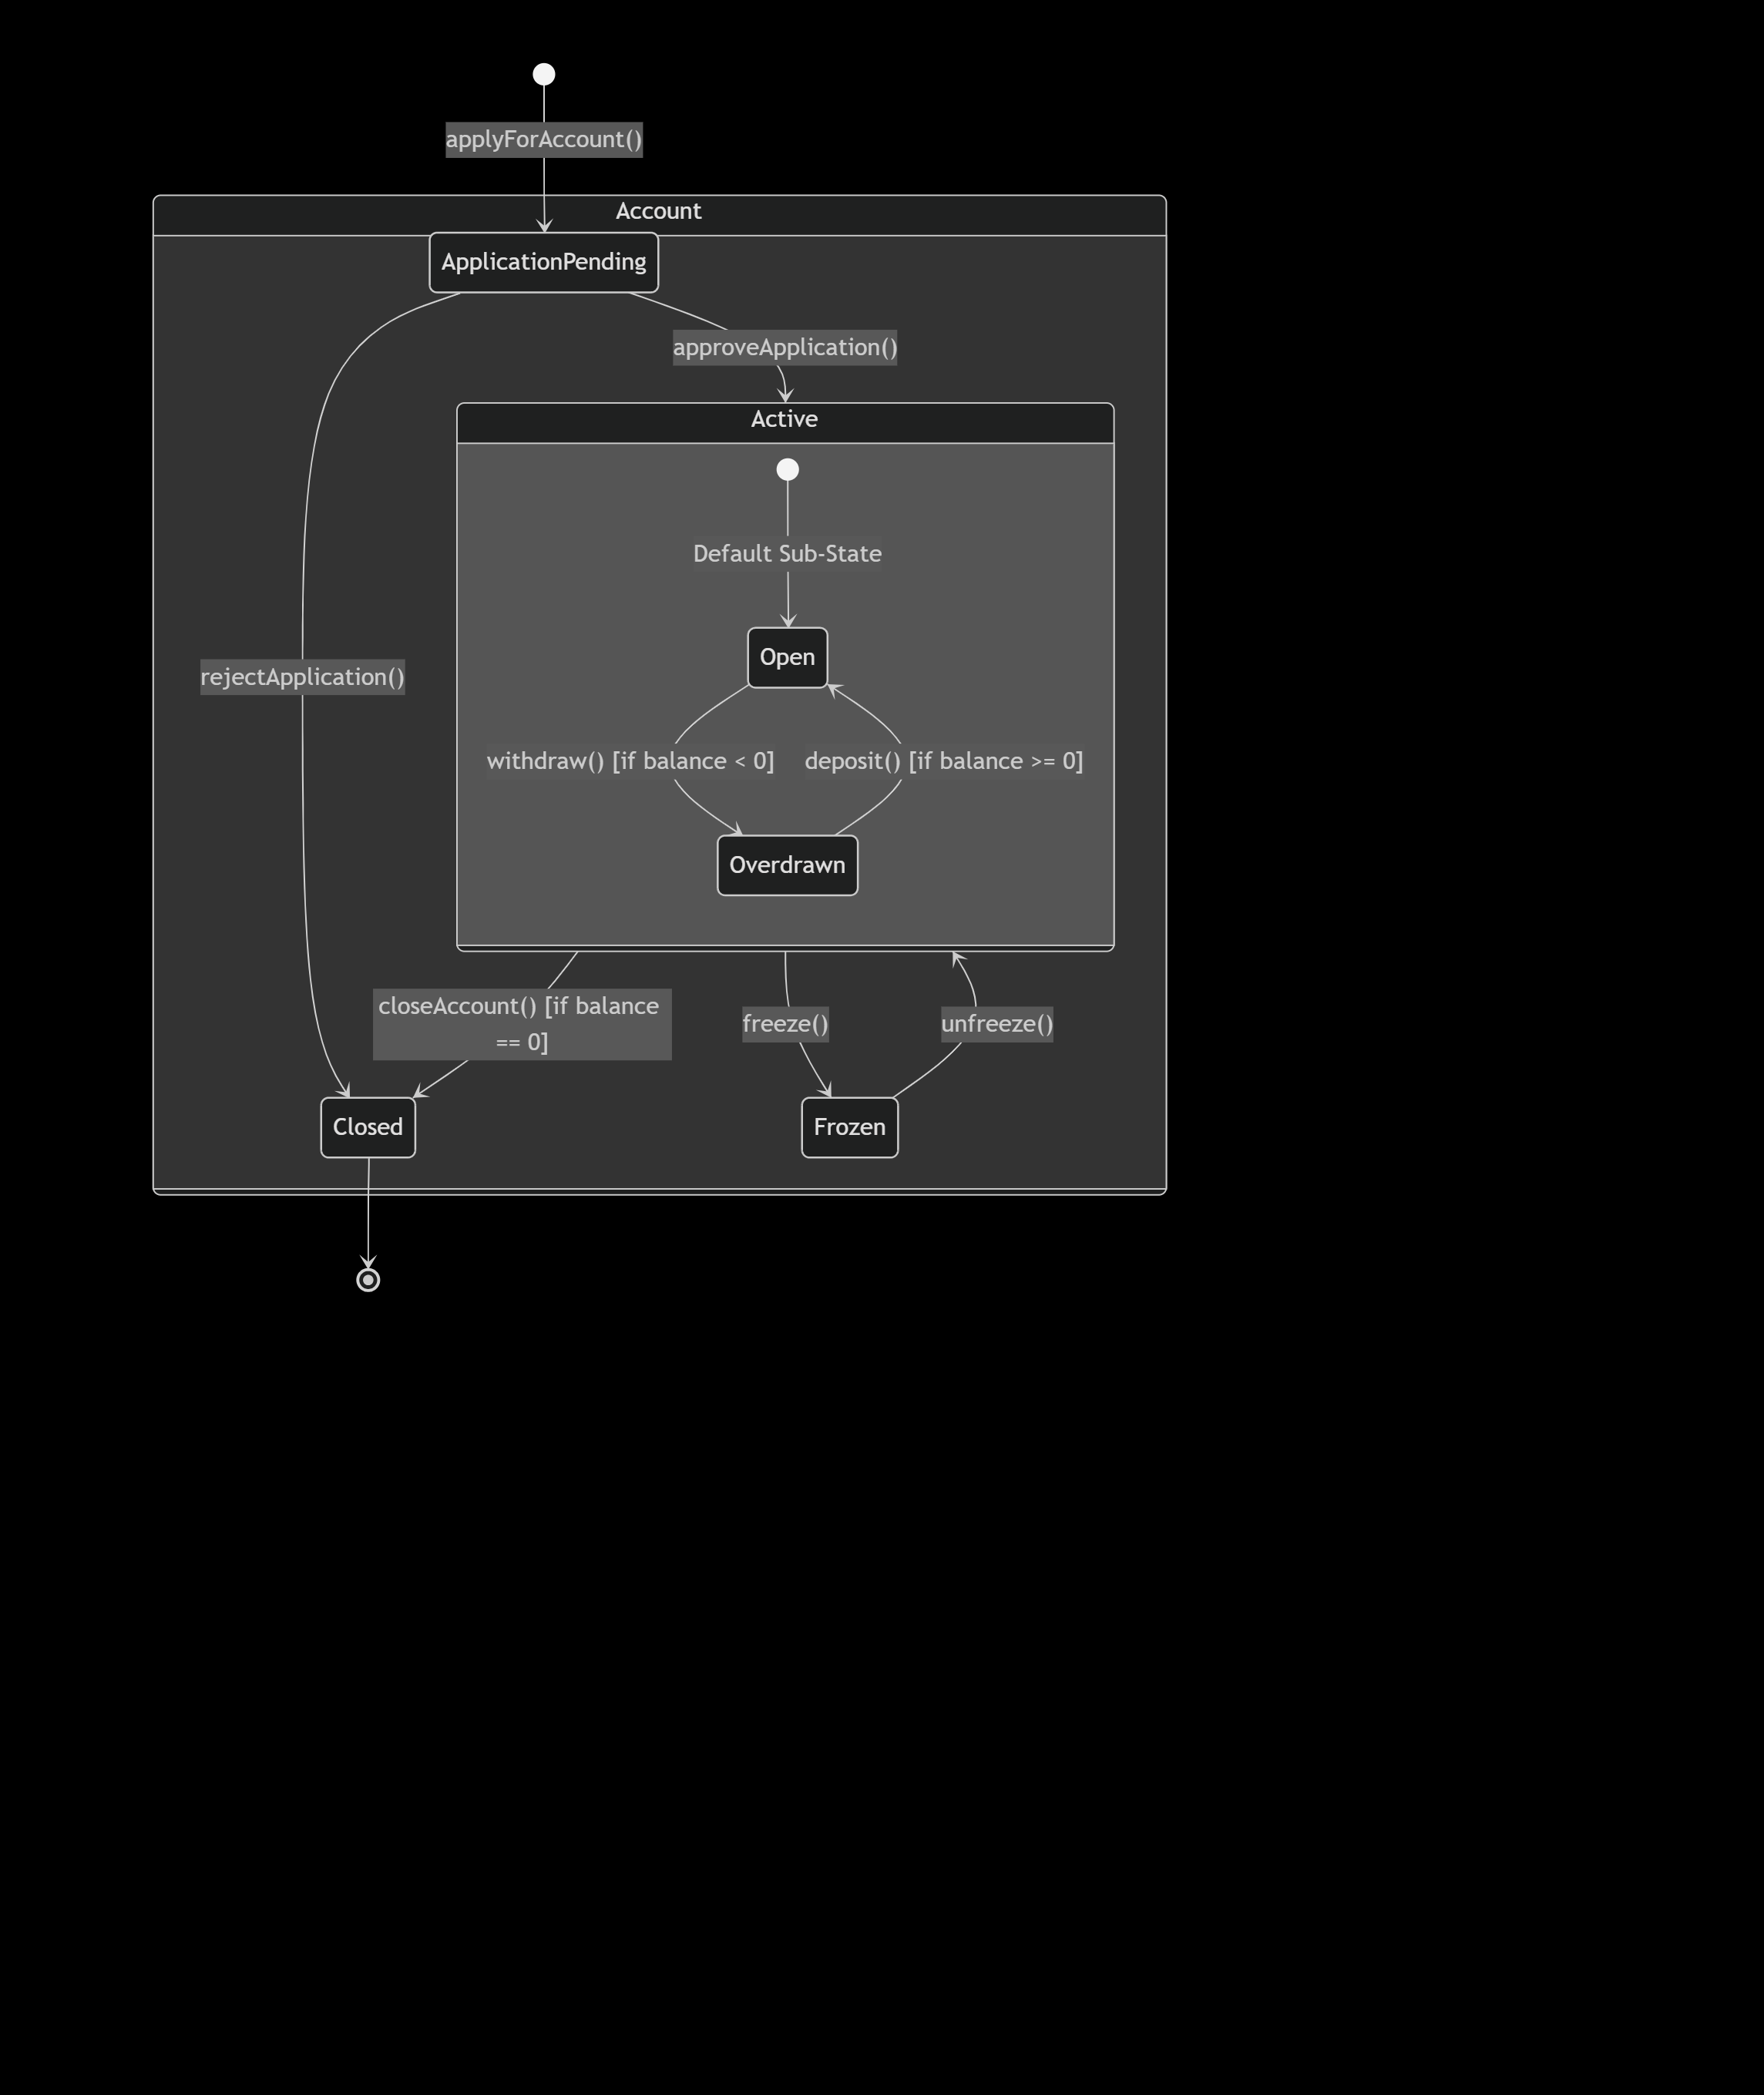 applyForAccount()
Account
ApplicationPending
approveApplication()
Active
Default Sub-State
Open
rejectApplication()
withdraw() [if balance < 0]
deposit() [if balance >= 0]
Overdrawn
closeAccount() [if balance
== 0]
freeze()
unfreeze()
Closed
Frozen